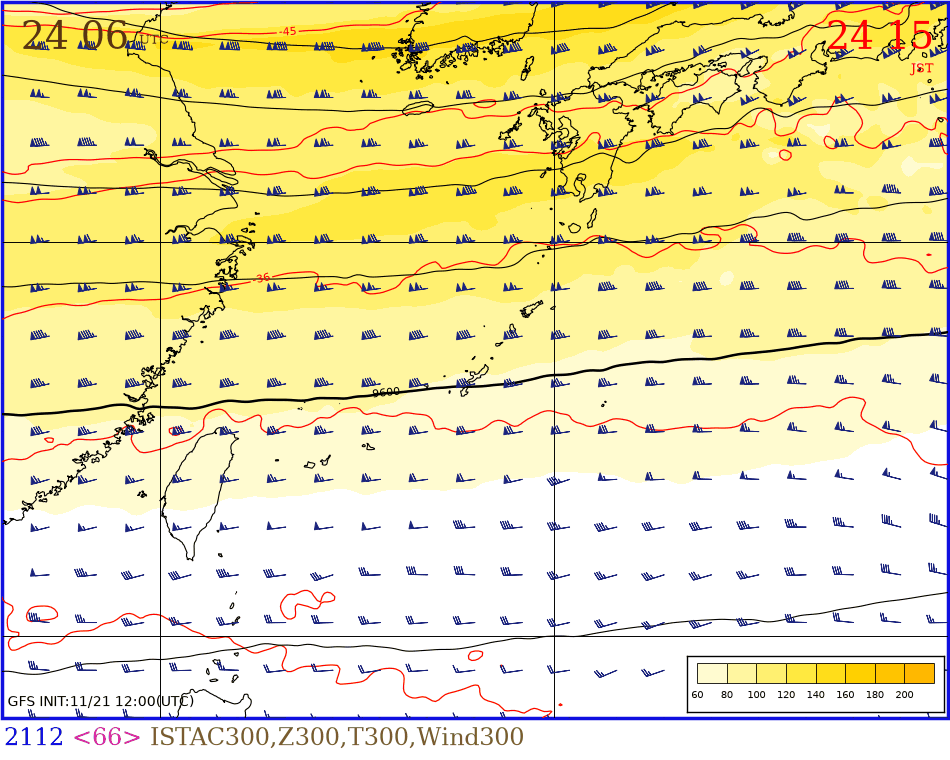 24 06 UTC
24 15
JST
-45
-36
9600
60 80 100 120 140 160 180 200
GFS INIT:11/21 12:00(UTC)
2112 <66> ISTAC300,Z300,T300,Wind300